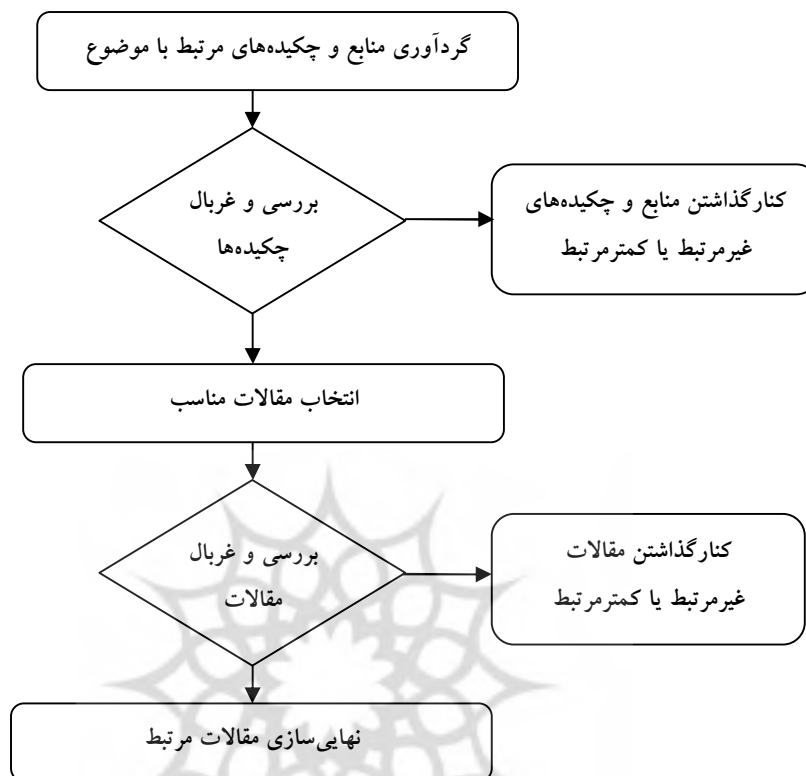 گردآوری منابع و چکیده‌های مرتبط با موضوع
بررسی و غربال
چکیده‌ها
کنارگذاشتن منابع و چکیده‌های
غیرمرتبط یا کمترمرتبط
انتخاب مقالات مناسب
بررسی و غربال
مقالات
کنارگذاشتن مقالات
غیرمرتبط یا کمترمرتبط
نهایی‌سازی مقالات مرتبط